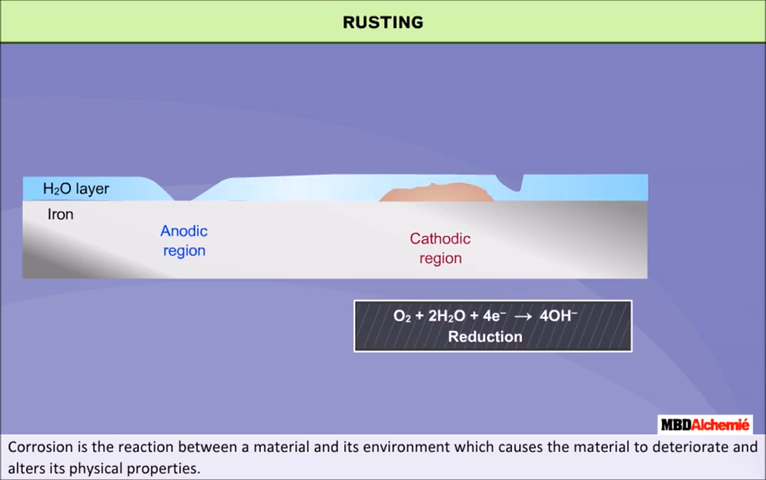 RUSTING
H₂O layer
Iron
Anodic
region
Cathodic
region
O₂ + 2H₂O + 4e⁻ → 4OH⁻
Reduction
MBDAlchemié
Corrosion is the reaction between a material and its environment which causes the material to deteriorate and
alters its physical properties.